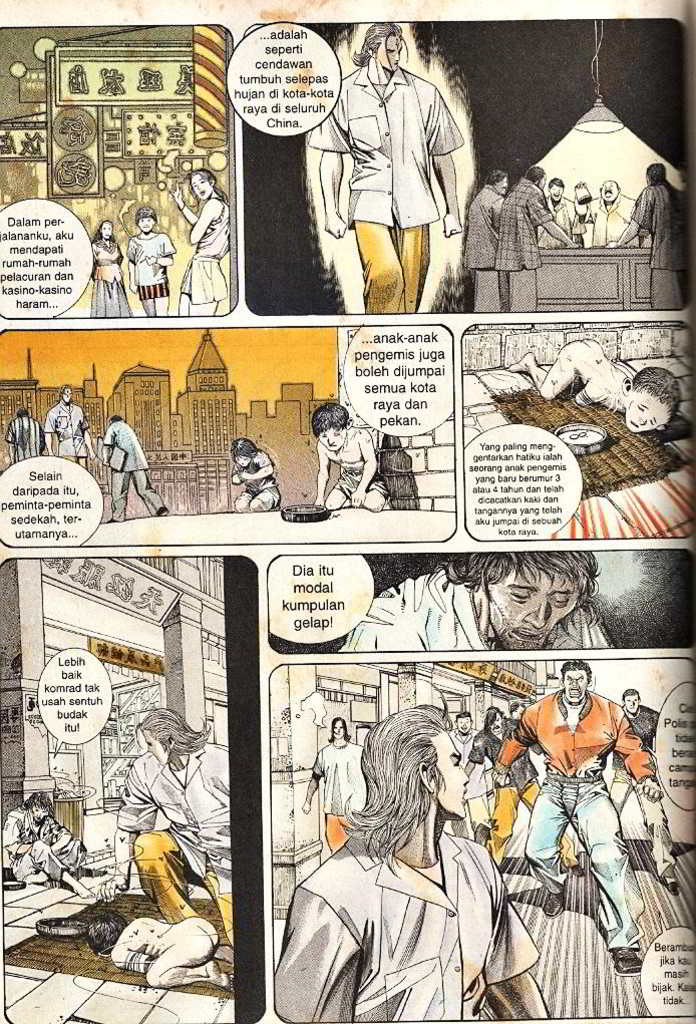 Dalam per-
jalananku, aku
mendapati
rumah-rumah
pelacuran dan
kasino-kasino
haram...
...adalah
seperti
cendawan
tumbuh selepas
hujan di kota-kota
raya di seluruh
China.
Selain
daripada itu,
peminta-peminta
sedekah, ter-
utamanya...
...anak-anak
pengemis juga
boleh dijumpai
semua kota
raya dan
pekan.
Yang paling meng-
gentarkan hatiku ialah
seorang anak pengemis
yang baru berumur 3
atau 4 tahun dan telah
dicacatkan kaki dan
tangannya yang telah
aku jumpai di sebuah
kota raya.
Lebih
baik
komrad tak
usah sentuh
budak
itu!
Dia itu
modal
kumpulan
gelap!
jika kau
masih
bijak.
tidak.